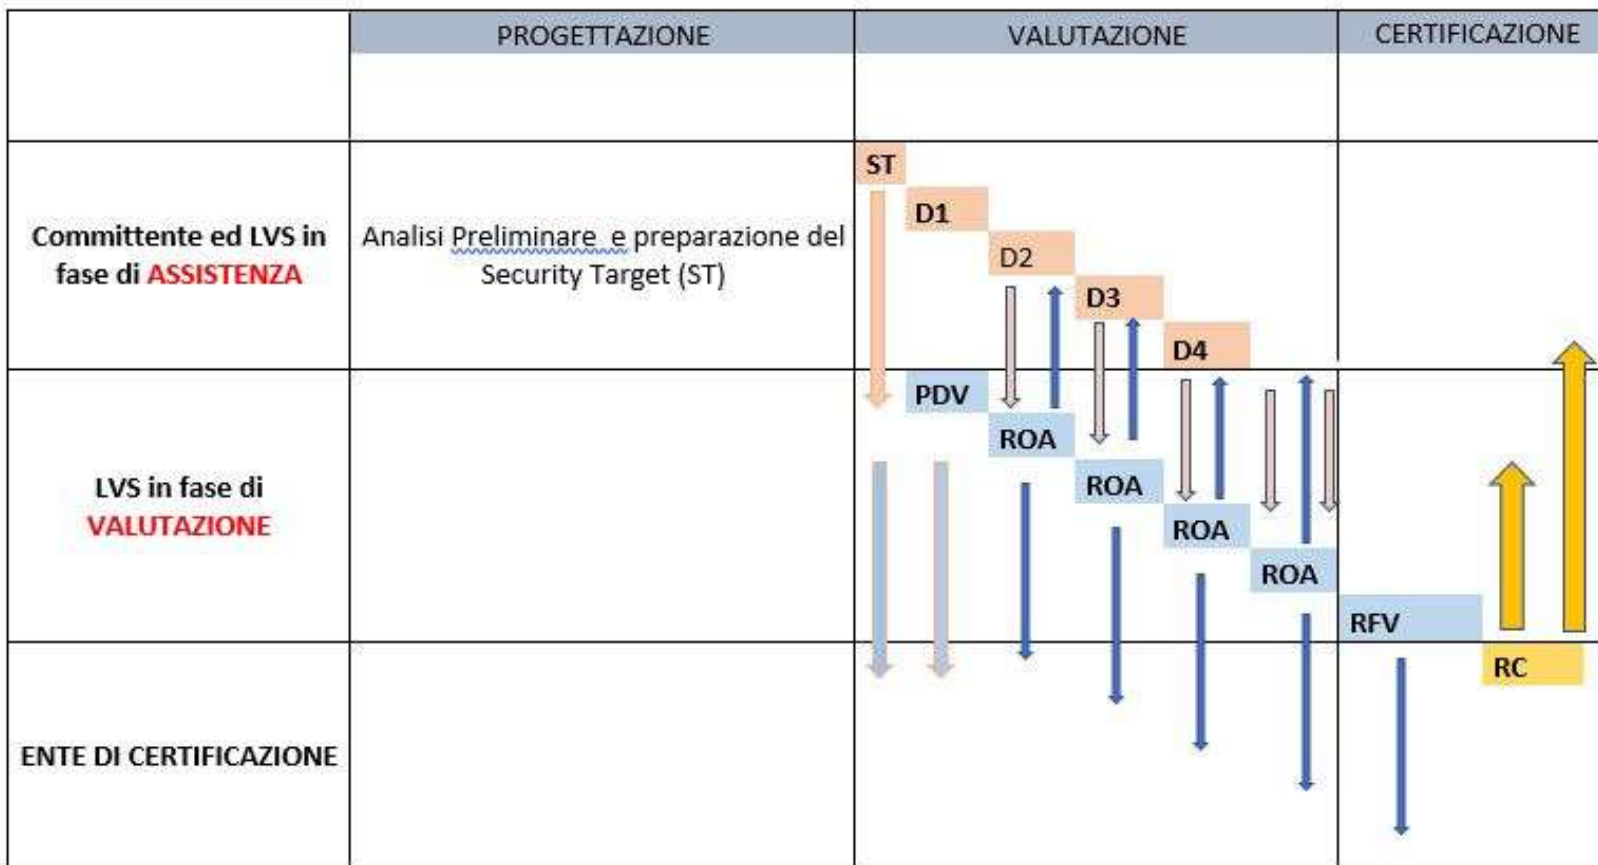 PROGETTAZIONE
VALUTAZIONE
CERTIFICAZIONE
Committente ed LVS in
fase di ASSISTENZA
Analisi Preliminare e preparazione del
Security Target (ST)
ST
D1
D2
D3
D4
LVS in fase di
VALUTAZIONE
PDV
ROA
ROA
ROA
ROA
RFV
ENTE DI CERTIFICAZIONE
RC